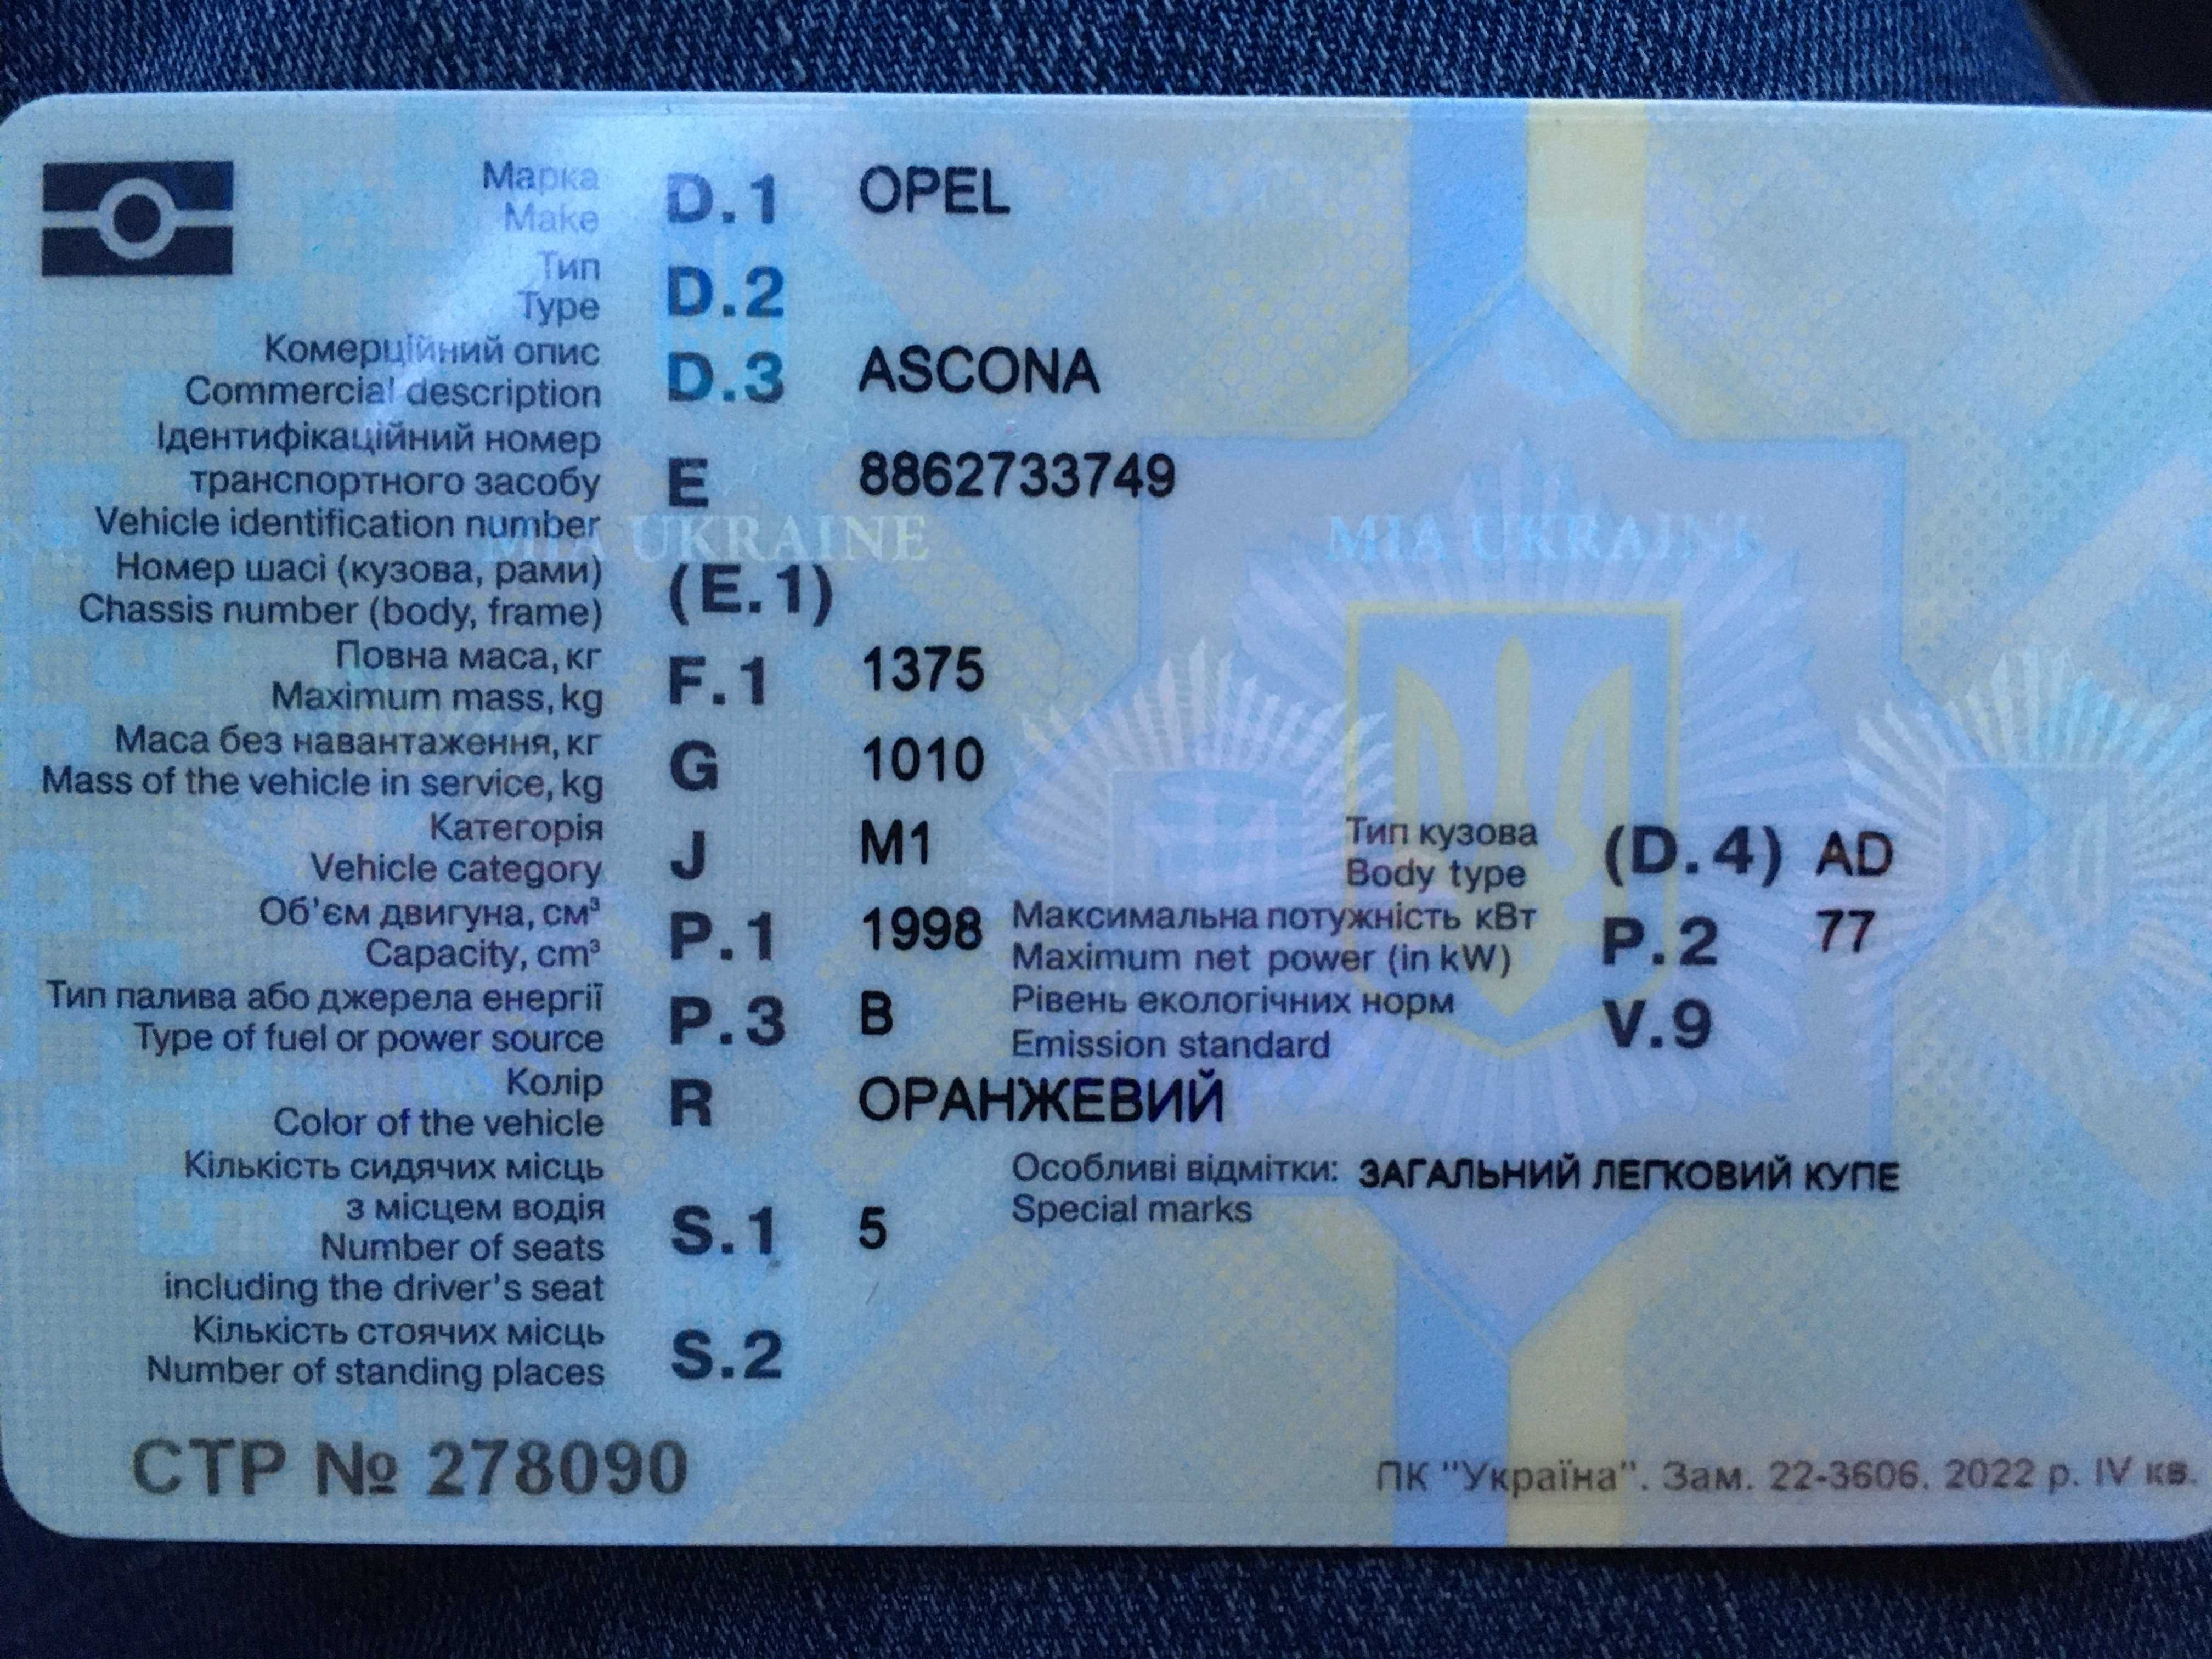 Марка D.1 OPEL
Make
Тип D.2
Type
Комерційний опис D.3 ASCONA
Commercial description
Ідентифікаційний номер
транспортного засобу E 8862733749
Vehicle identification number
MIA UKRAINE MIA UKRAINE
Номер шасі (кузова, рами) (E.1)
Chassis number (body, frame)
Повна маса, кг F.1 1375
Maximum mass, kg
Маса без навантаження, кг G 1010
Mass of the vehicle in service, kg
Категорія J M1 Тип кузова (D.4) AD
Vehicle category Body type
Об'єм двигуна, см³ P.1 1998 Максимальна потужність кВт P.2 77
Capacity, cm³ Maximum net power (in kW)
Тип палива або джерела енергії P.3 B Рівень екологічних норм V.9
Type of fuel or power source Emission standard
Колір R ОРАНЖЕВИЙ
Color of the vehicle
Кількість сидячих місць Особливі відмітки: ЗАГАЛЬНИЙ ЛЕГКОВИЙ КУПЕ
з місцем водія S.1 5 Special marks
Number of seats
including the driver's seat
Кількість стоячих місць S.2
Number of standing places
СТР № 278090 ПК "Україна". Зам. 22-3606. 2022 р. IV кв.